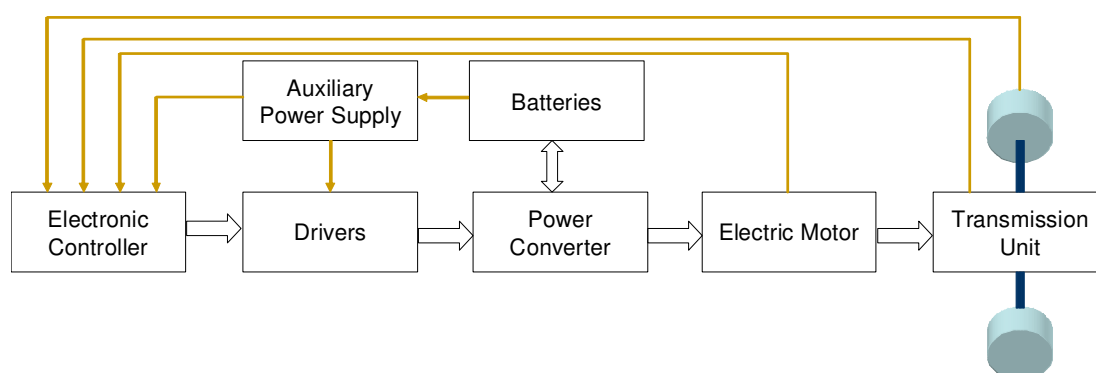 Auxiliary
Power Supply
Batteries
Electronic
Controller
Drivers
Power
Converter
Electric Motor
Transmission
Unit